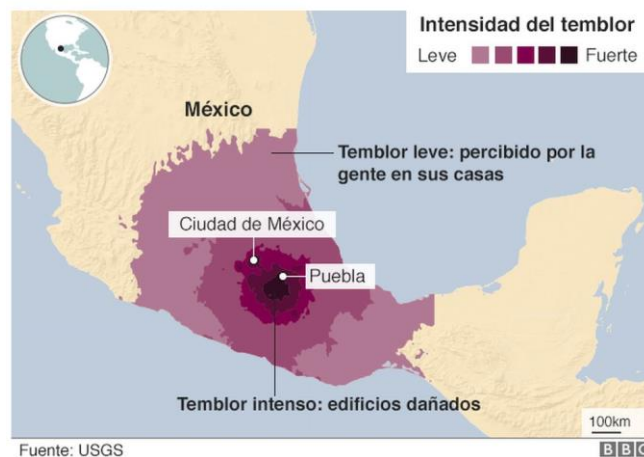 Intensidad del temblor
Leve Fuerte
México
Temblor leve: percibido por la
gente en sus casas
Ciudad de México
Puebla
Temblor intenso: edificios dañados
100km
Fuente: USGS
BBC